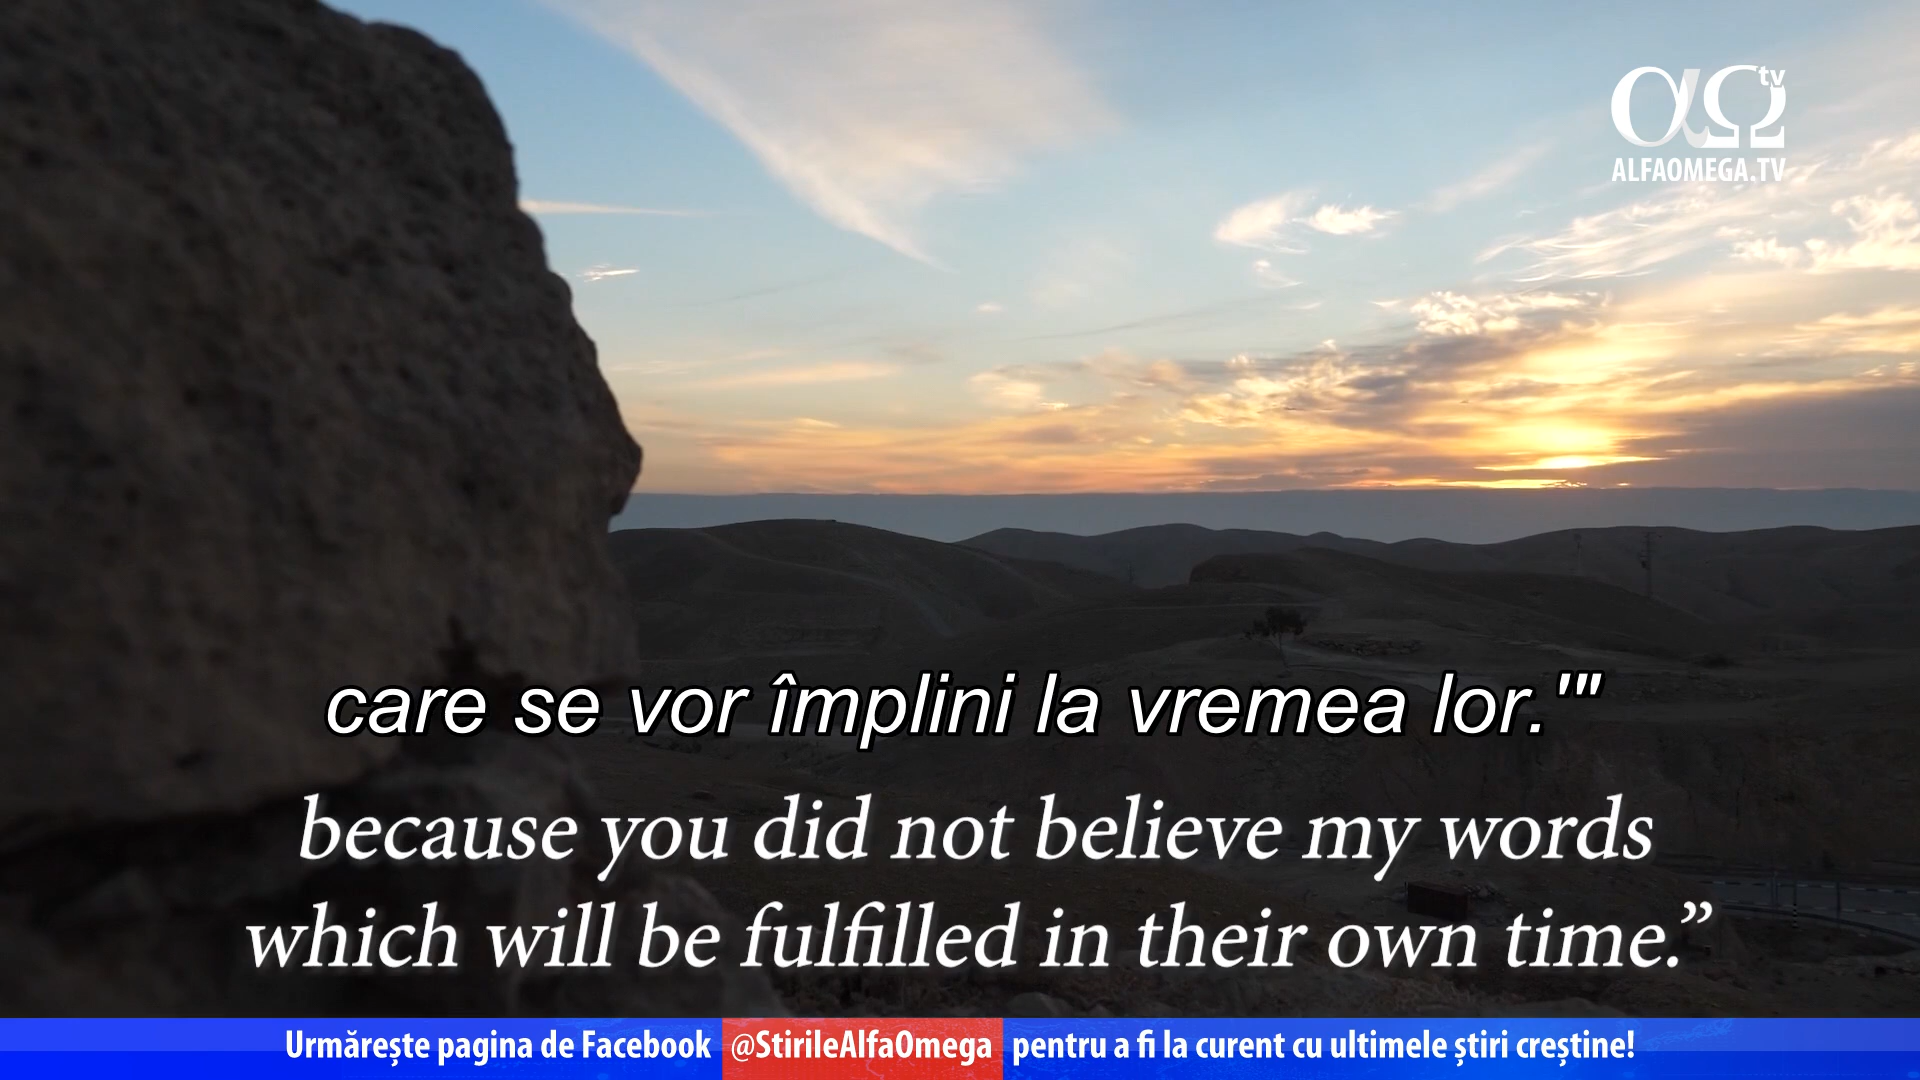 αΩ tv
ALFAOMEGA.TV
care se vor împlini la vremea lor.'"
because you did not believe my words
which will be fulfilled in their own time.”
Urmărește pagina de Facebook @StirileAlfaOmega pentru a fi la curent cu ultimele știri creștine!